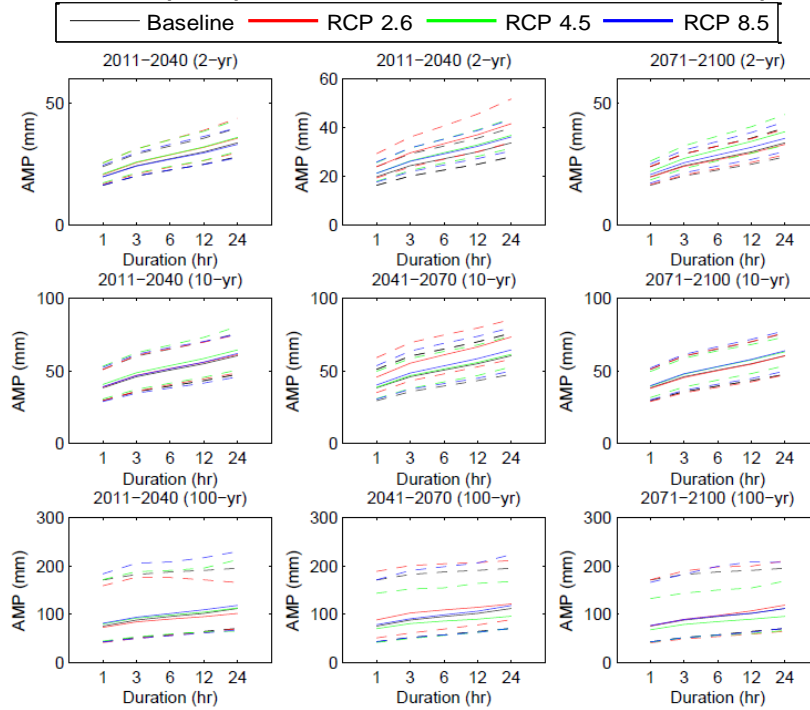 Baseline RCP 2.6 RCP 4.5 RCP 8.5
2011−2040 (2−yr) 2011−2040 (2−yr) 2071−2100 (2−yr)
AMP (mm) AMP (mm) AMP (mm)
50 60 50
40
20
0 0 0
1 3 6 12 24 1 3 6 12 24 1 3 6 12 24
Duration (hr) Duration (hr) Duration (hr)
2011−2040 (10−yr) 2041−2070 (10−yr) 2071−2100 (10−yr)
AMP (mm) AMP (mm) AMP (mm)
100 100 100
50 50 50
0 0 0
1 3 6 12 24 1 3 6 12 24 1 3 6 12 24
Duration (hr) Duration (hr) Duration (hr)
2011−2040 (100−yr) 2041−2070 (100−yr) 2071−2100 (100−yr)
AMP (mm) AMP (mm) AMP (mm)
300 300 300
200 200 200
100 100 100
0 0 0
1 3 6 12 24 1 3 6 12 24 1 3 6 12 24
Duration (hr) Duration (hr) Duration (hr)